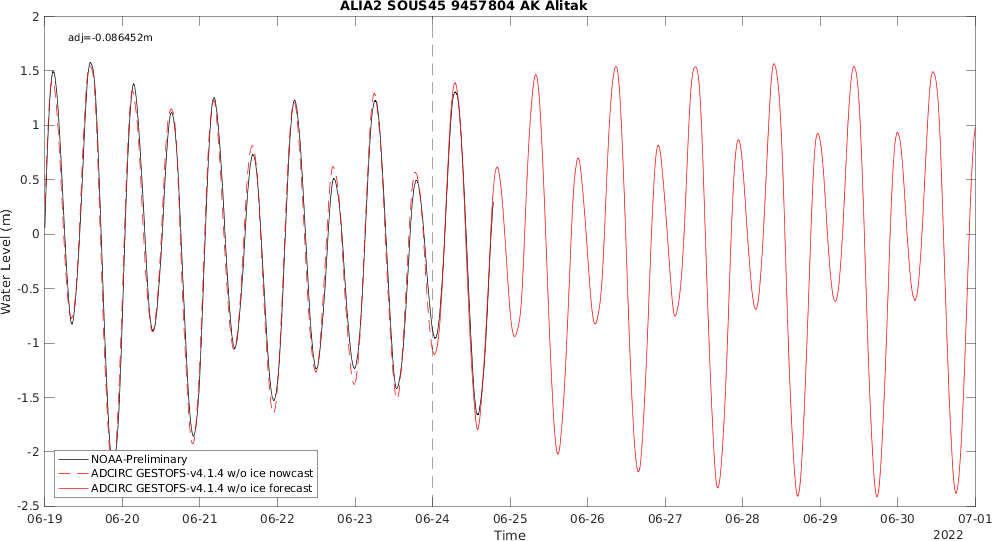 ALIA2 SOUS45 9457804 AK Alitak
adj=-0.086452m
2
1.5
1
0.5
0
-0.5
-1
-1.5
-2
-2.5
Water Level (m)
NOAA-Preliminary
ADCIRC GESTOFS-v4.1.4 w/o ice nowcast
ADCIRC GESTOFS-v4.1.4 w/o ice forecast
06-19 06-20 06-21 06-22 06-23 06-24 06-25 06-26 06-27 06-28 06-29 06-30 07-01
Time
2022